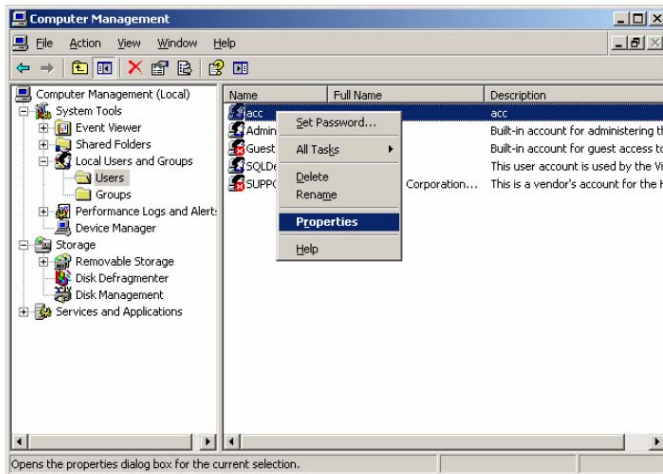 Computer Management
File Action View Window Help
Computer Management (Local)
System Tools
Event Viewer
Shared Folders
Local Users and Groups
Users
Groups
Performance Logs and Alert
Device Manager
Storage
Removable Storage
Disk Defragmenter
Disk Management
Services and Applications
Name Full Name Description
acc acc
Admin Built-in account for administering
Guest Built-in account for guest access to
SQLDe This user account is used by the Vi
SUPPO Corporation... This is a vendor's account for the
Set Password...
All Tasks
Delete
Rename
Properties
Help
Opens the properties dialog box for the current selection.